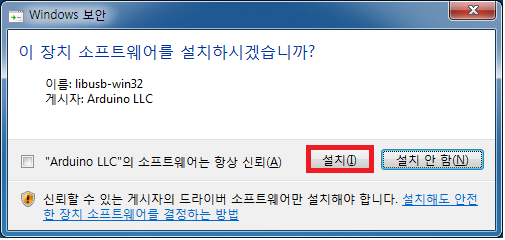 Windows 보안
이 장치 소프트웨어를 설치하시겠습니까?
이름: libusb-win32
게시자: Arduino LLC
"Arduino LLC"의 소프트웨어는 항상 신뢰(A)
설치(I)
설치 안 함(N)
신뢰할 수 있는 게시자의 드라이버 소프트웨어만 설치해야 합니다. 설치해도 안전
한 장치 소프트웨어를 결정하는 방법